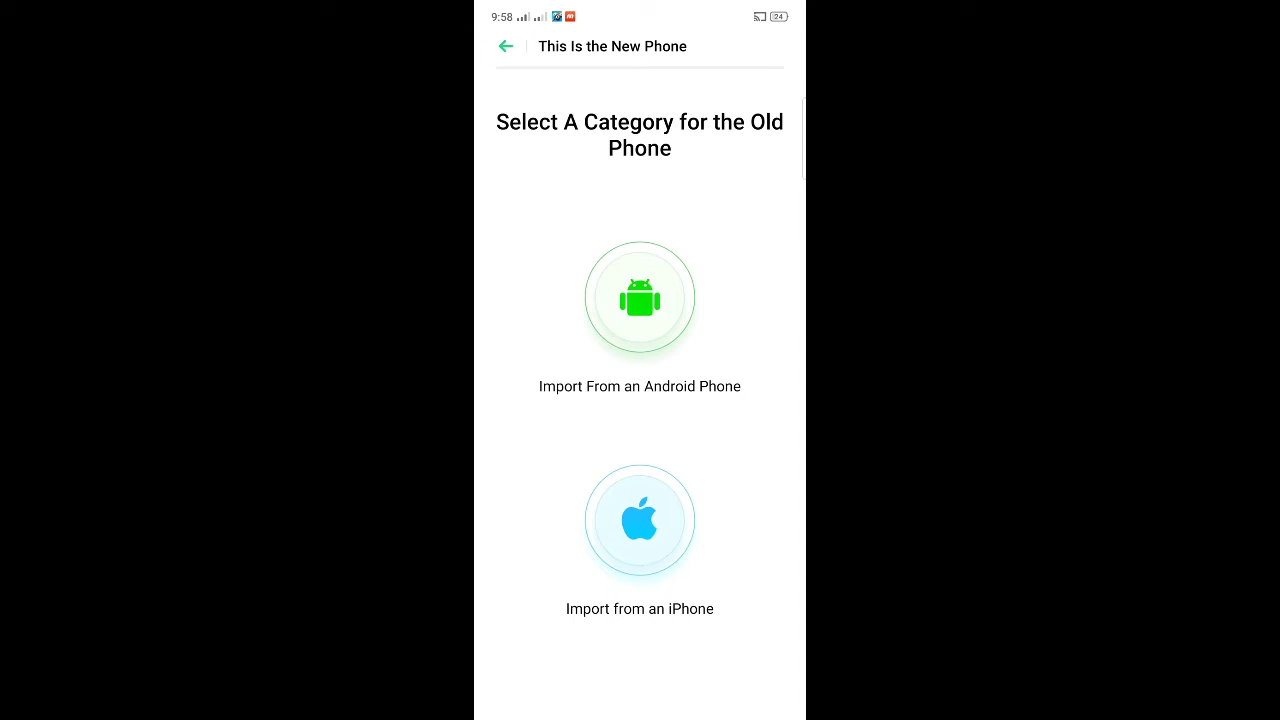 9:58 24
This Is the New Phone
Select A Category for the Old
Phone
Import From an Android Phone
Import from an iPhone